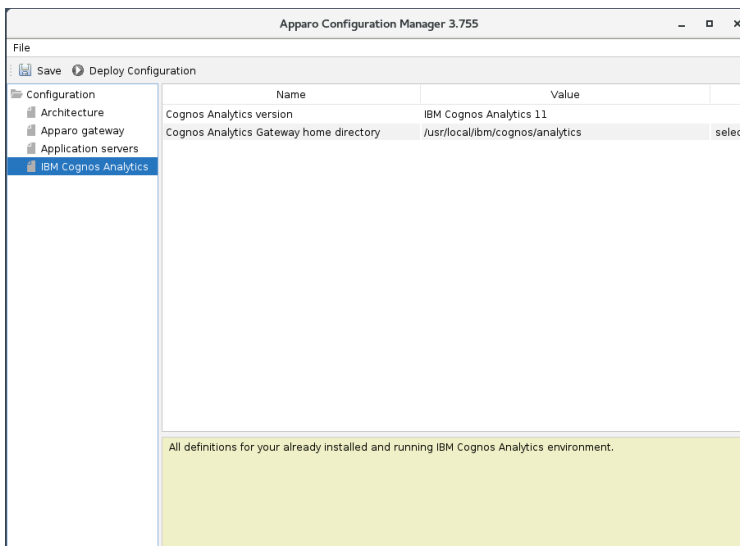 Apparo Configuration Manager 3.755
File
Save Deploy Configuration
Configuration
Architecture
Apparo gateway
Application servers
IBM Cognos Analytics
Name Value
Cognos Analytics version IBM Cognos Analytics 11
Cognos Analytics Gateway home directory /usr/local/ibm/cognos/analytics selec
All definitions for your already installed and running IBM Cognos Analytics environment.